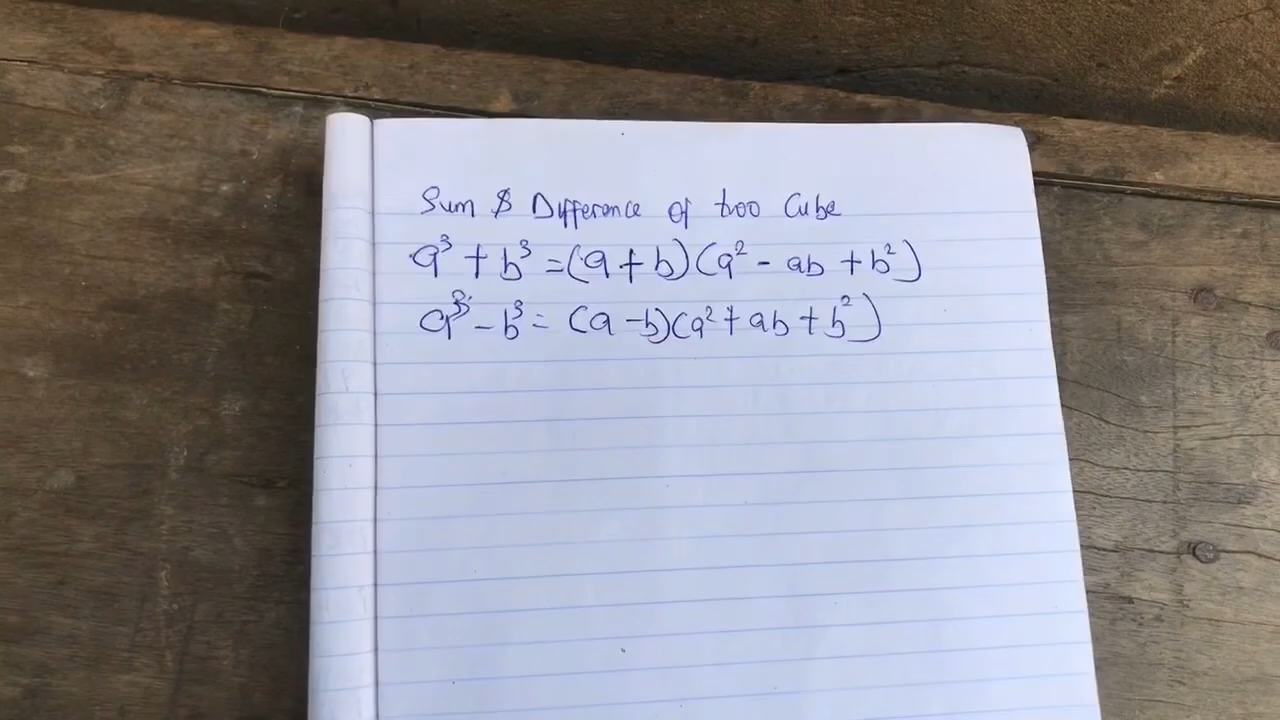 Sum $ Difference of two Cube
a³ + b³ = (a + b)(a² - ab + b²)
a³ - b³ = (a - b)(a² + ab + b²)